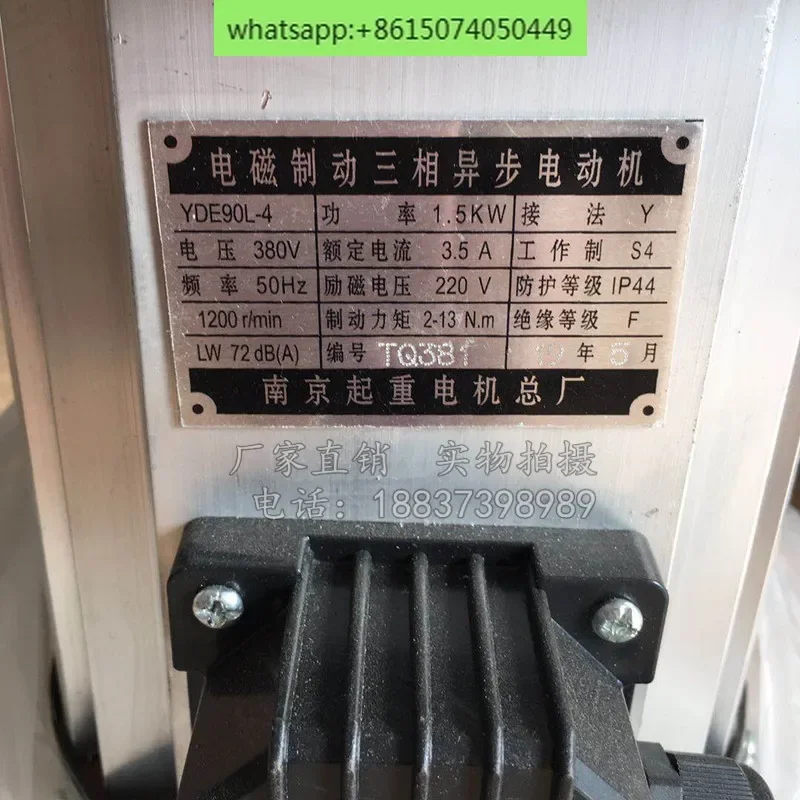 whatsapp:+8615074050449
电磁制动三相异步电动机
YDE90L-4 功率 1.5KW 接法 Y
电压 380V 额定电流 3.5 A 工作制 S4
频率 50Hz 励磁电压 220 V 防护等级 IP44
1200 r/min 制动力矩 2-13 N.m 绝缘等级 F
LW 72 dB(A) 编号 TQ381 年 5 月
南京起重电机总厂
厂家直销 实物拍摄
电话：18837398989